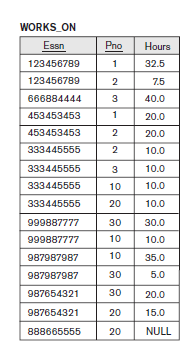 WORKS_ON
Essn Pno Hours
123456789 1 32.5
123456789 2 7.5
666884444 3 40.0
453453453 1 20.0
453453453 2 20.0
333445555 2 10.0
333445555 3 10.0
333445555 10 10.0
333445555 20 10.0
999887777 30 30.0
999887777 10 10.0
987987987 10 35.0
987987987 30 5.0
987654321 30 20.0
987654321 20 15.0
888665555 20 NULL